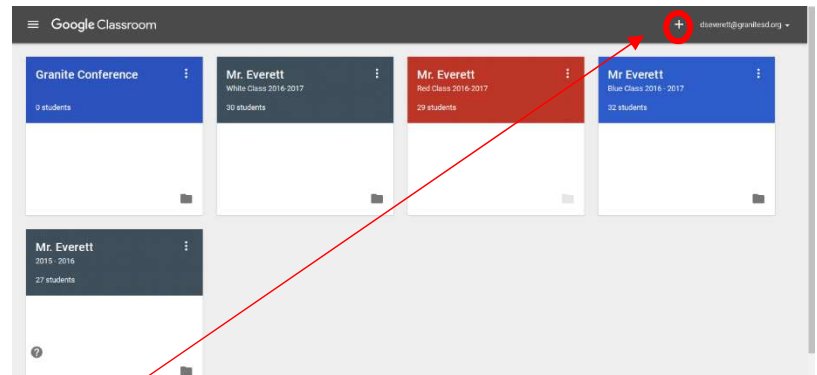 Google Classroom
dseverett@granitesd.org
Granite Conference
0 students
Mr. Everett
White Class 2016-2017
30 students
Mr. Everett
Red Class 2016-2017
29 students
Mr Everett
Blue Class 2016 - 2017
32 students
Mr. Everett
2015 - 2016
27 students